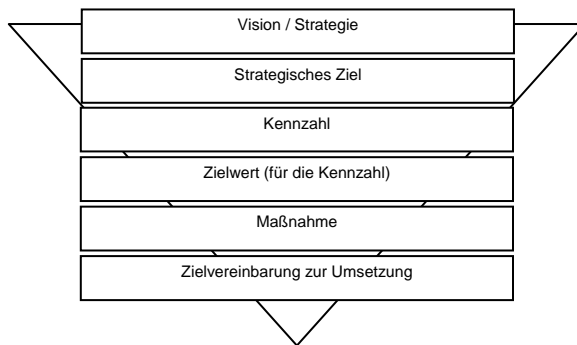 Vision / Strategie
Strategisches Ziel
Kennzahl
Zielwert (für die Kennzahl)
Maßnahme
Zielvereinbarung zur Umsetzung